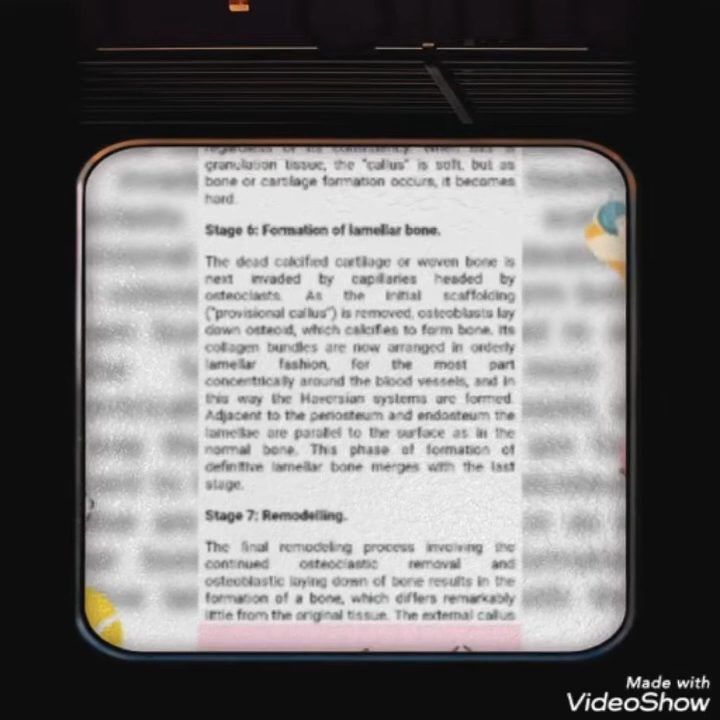 regardless of its consistency. When this is
granulation tissue, the "callus" is soft, but as
bone or cartilage formation occurs, it becomes
hard.
Stage 6: Formation of lamellar bone.
The dead calcified cartilage or woven bone is
next invaded by capillaries headed by
osteoclasts. As the initial scaffolding
("provisional callus") is removed, osteoblasts lay
down osteoid, which calcifies to form bone. Its
collagen bundles are now arranged in orderly
lamellar fashion, for the most part
concentrically around the blood vessels, and in
this way the Haversian systems are formed.
Adjacent to the periosteum and endosteum the
lamellae are parallel to the surface as in the
normal bone. This phase of formation of
definitive lamellar bone merges with the last
stage.
Stage 7: Remodelling.
The final remodeling process involving the
continued osteoclastic removal and
osteoblastic laying down of bone results in the
formation of a bone, which differs remarkably
little from the original tissue. The external callus
Made with
VideoShow